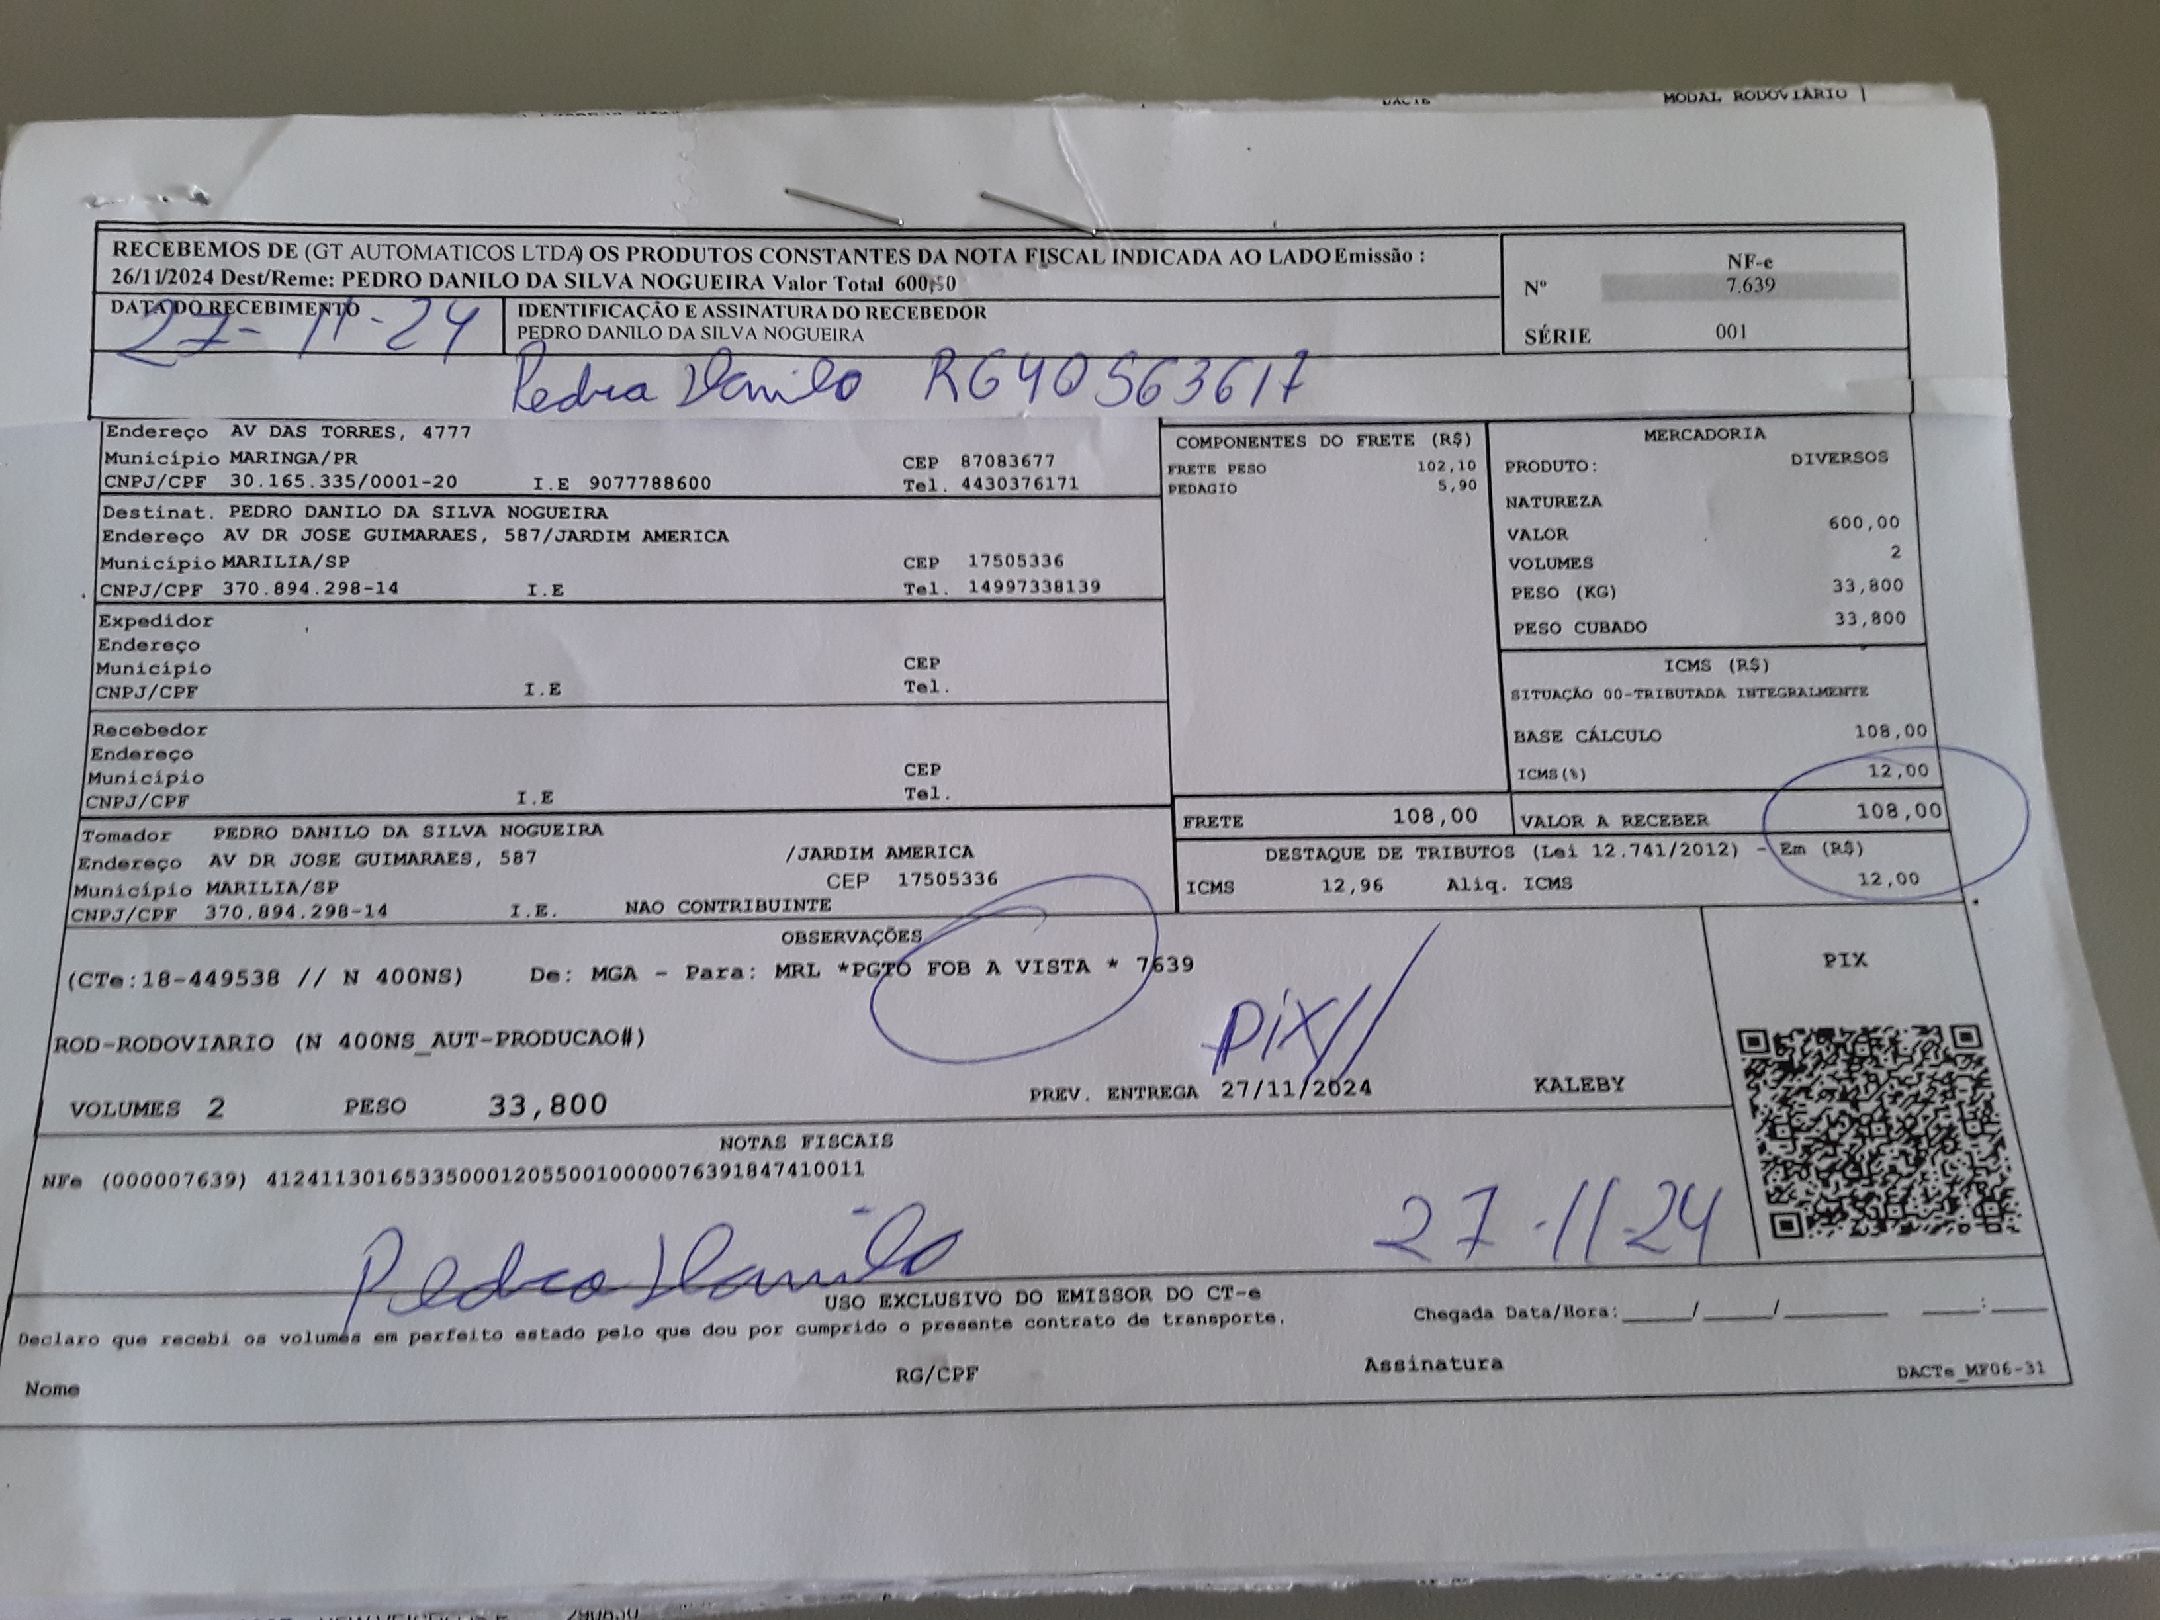 DACTE MODAL RODOVIÁRIO
RECEBEMOS DE (GT AUTOMATICOS LTDA) OS PRODUTOS CONSTANTES DA NOTA FISCAL INDICADA AO LADO Emissão :
26/11/2024 Dest/Reme: PEDRO DANILO DA SILVA NOGUEIRA Valor Total 600,50
NF-e
Nº 7.639
SÉRIE 001
DATA DO RECEBIMENTO
27-11-24
IDENTIFICAÇÃO E ASSINATURA DO RECEBEDOR
PEDRO DANILO DA SILVA NOGUEIRA
Pedro Danilo RG 40563617
Endereço AV DAS TORRES, 4777
Município MARINGA/PR CEP 87083677
CNPJ/CPF 30.165.335/0001-20 I.E 9077788600 Tel. 4430376171
Destinat. PEDRO DANILO DA SILVA NOGUEIRA
Endereço AV DR JOSE GUIMARAES, 587/JARDIM AMERICA
Município MARILIA/SP CEP 17505336
CNPJ/CPF 370.894.298-14 I.E Tel. 14997338139
Expedidor
Endereço
Município CEP
CNPJ/CPF I.E Tel.
Recebedor
Endereço
Município CEP
CNPJ/CPF I.E Tel.
Tomador PEDRO DANILO DA SILVA NOGUEIRA
Endereço AV DR JOSE GUIMARAES, 587 /JARDIM AMERICA
Município MARILIA/SP CEP 17505336
CNPJ/CPF 370.894.298-14 I.E. NAO CONTRIBUINTE
COMPONENTES DO FRETE (R$)
FRETE PESO 102,10
PEDAGIO 5,90
FRETE 108,00
MERCADORIA
PRODUTO: DIVERSOS
NATUREZA
VALOR 600,00
VOLUMES 2
PESO (KG) 33,800
PESO CUBADO 33,800
ICMS (R$)
SITUAÇÃO 00-TRIBUTADA INTEGRALMENTE
BASE CÁLCULO 108,00
ICMS(%) 12,00
VALOR A RECEBER 108,00
DESTAQUE DE TRIBUTOS (Lei 12.741/2012) - Em (R$)
ICMS 12,96 Aliq. ICMS 12,00
OBSERVAÇÕES
(CTe:18-449538 // N 400NS) De: MGA - Para: MRL *PGTO FOB A VISTA * 7639
PIX
pix//
ROD-RODOVIARIO (N 400NS_AUT-PRODUCAO#)
VOLUMES 2 PESO 33,800 PREV. ENTREGA 27/11/2024 KALEBY
NOTAS FISCAIS
NFe (000007639) 41241130165335000120550010000076391847410011
Pedro Danilo 27-11-24
USO EXCLUSIVO DO EMISSOR DO CT-e
Declaro que recebi os volumes em perfeito estado pelo que dou por cumprido o presente contrato de transporte.
Chegada Data/Hora:_____/_____/________ ____:____
Nome RG/CPF Assinatura DACTe_MF06-31